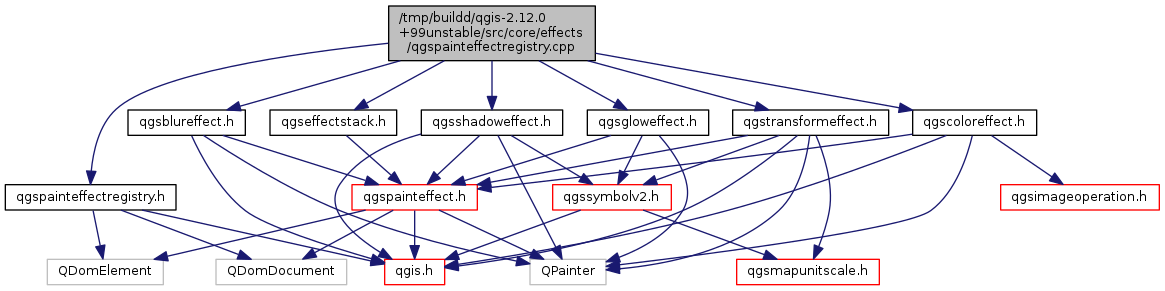 /tmp/buildd/qgis-2.12.0
+99unstable/src/core/effects
/qgspainteffectregistry.cpp
qgsblureffect.h
qgseffectstack.h
qgsshadoweffect.h
qgsgloweffect.h
qgstransformeffect.h
qgscoloreffect.h
qgspainteffectregistry.h
qgspainteffect.h
qgssymbolv2.h
qgsimageoperation.h
QDomElement
QDomDocument
qgis.h
QPainter
qgsmapunitscale.h